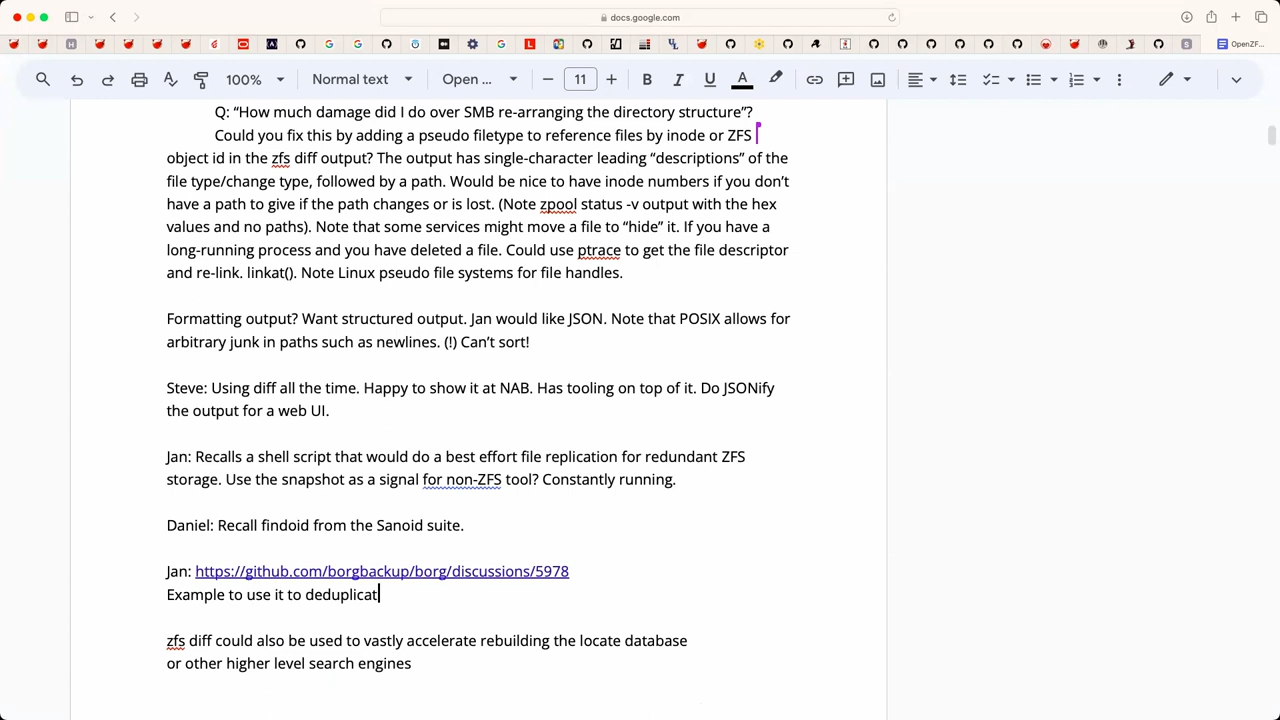 docs.google.com
OpenZF...
100%
Normal text
Open ...
11
B I U A
Q: “How much damage did I do over SMB re-arranging the directory structure”?
Could you fix this by adding a pseudo filetype to reference files by inode or ZFS
object id in the zfs diff output? The output has single-character leading “descriptions” of the
file type/change type, followed by a path. Would be nice to have inode numbers if you don’t
have a path to give if the path changes or is lost. (Note zpool status -v output with the hex
values and no paths). Note that some services might move a file to “hide” it. If you have a
long-running process and you have deleted a file. Could use ptrace to get the file descriptor
and re-link. linkat(). Note Linux pseudo file systems for file handles.
Formatting output? Want structured output. Jan would like JSON. Note that POSIX allows for
arbitrary junk in paths such as newlines. (!) Can’t sort!
Steve: Using diff all the time. Happy to show it at NAB. Has tooling on top of it. Do JSONify
the output for a web UI.
Jan: Recalls a shell script that would do a best effort file replication for redundant ZFS
storage. Use the snapshot as a signal for non-ZFS tool? Constantly running.
Daniel: Recall findoid from the Sanoid suite.
Jan: https://github.com/borgbackup/borg/discussions/5978
Example to use it to deduplicat
zfs diff could also be used to vastly accelerate rebuilding the locate database
or other higher level search engines